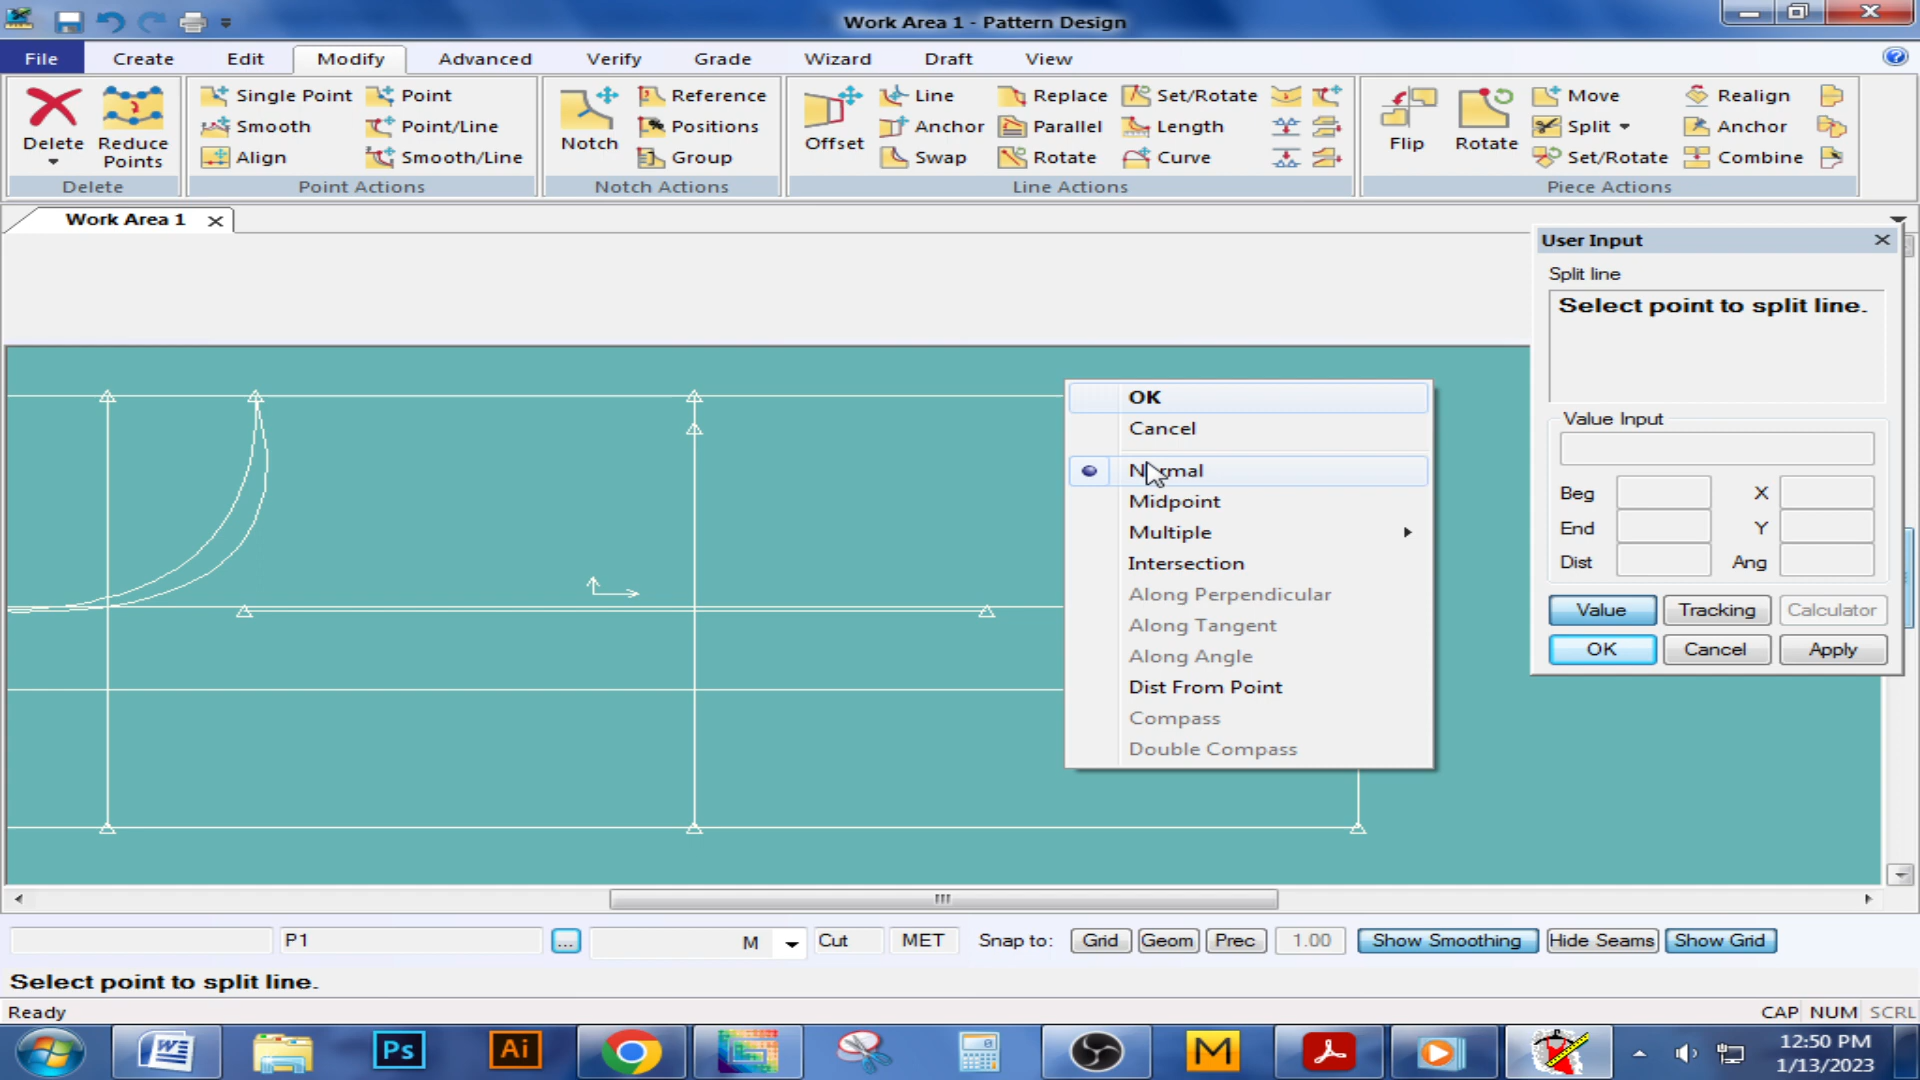 Work Area 1 - Pattern Design
File Create Edit Modify Advanced Verify Grade Wizard Draft View
Single Point Point Reference Line Replace Set/Rotate Move Realign
Smooth Point/Line Positions Anchor Parallel Length Split Anchor
Delete Reduce Points Notch Offset Flip Rotate
Align Smooth/Line Group Swap Rotate Curve Set/Rotate Combine
Delete Point Actions Notch Actions Line Actions Piece Actions
Work Area 1
User Input
Split line
Select point to split line.
Value Input
Beg X
End Y
Dist Ang
Value Tracking Calculator
OK Cancel Apply
OK
Cancel
Normal
Midpoint
Multiple
Intersection
Along Perpendicular
Along Tangent
Along Angle
Dist From Point
Compass
Double Compass
P1 ... M Cut MET Snap to: Grid Geom Prec 1.00 Show Smoothing Hide Seams Show Grid
Select point to split line.
Ready CAP NUM SCRL
Ps Ai M 12:50 PM
1/13/2023